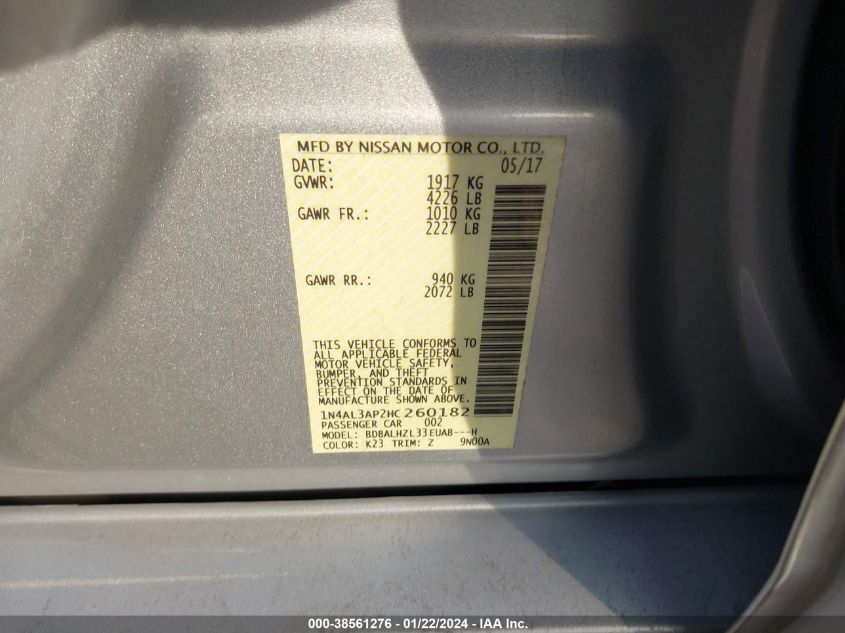 MFD BY NISSAN MOTOR CO., LTD.
DATE: 05/17
GVWR: 1917 KG
4226 LB
GAWR FR.: 1010 KG
2227 LB
GAWR RR.: 940 KG
2072 LB
THIS VEHICLE CONFORMS TO
ALL APPLICABLE FEDERAL
MOTOR VEHICLE SAFETY,
BUMPER, AND THEFT
PREVENTION STANDARDS IN
EFFECT ON THE DATE OF
MANUFACTURE SHOWN ABOVE.
1N4AL3AP2HC260182
PASSENGER CAR 002
MODEL: BDBALHZL33EUAB---H
COLOR: K23 TRIM: Z 9N00A
000-38561276 - 01/22/2024 - IAA Inc.